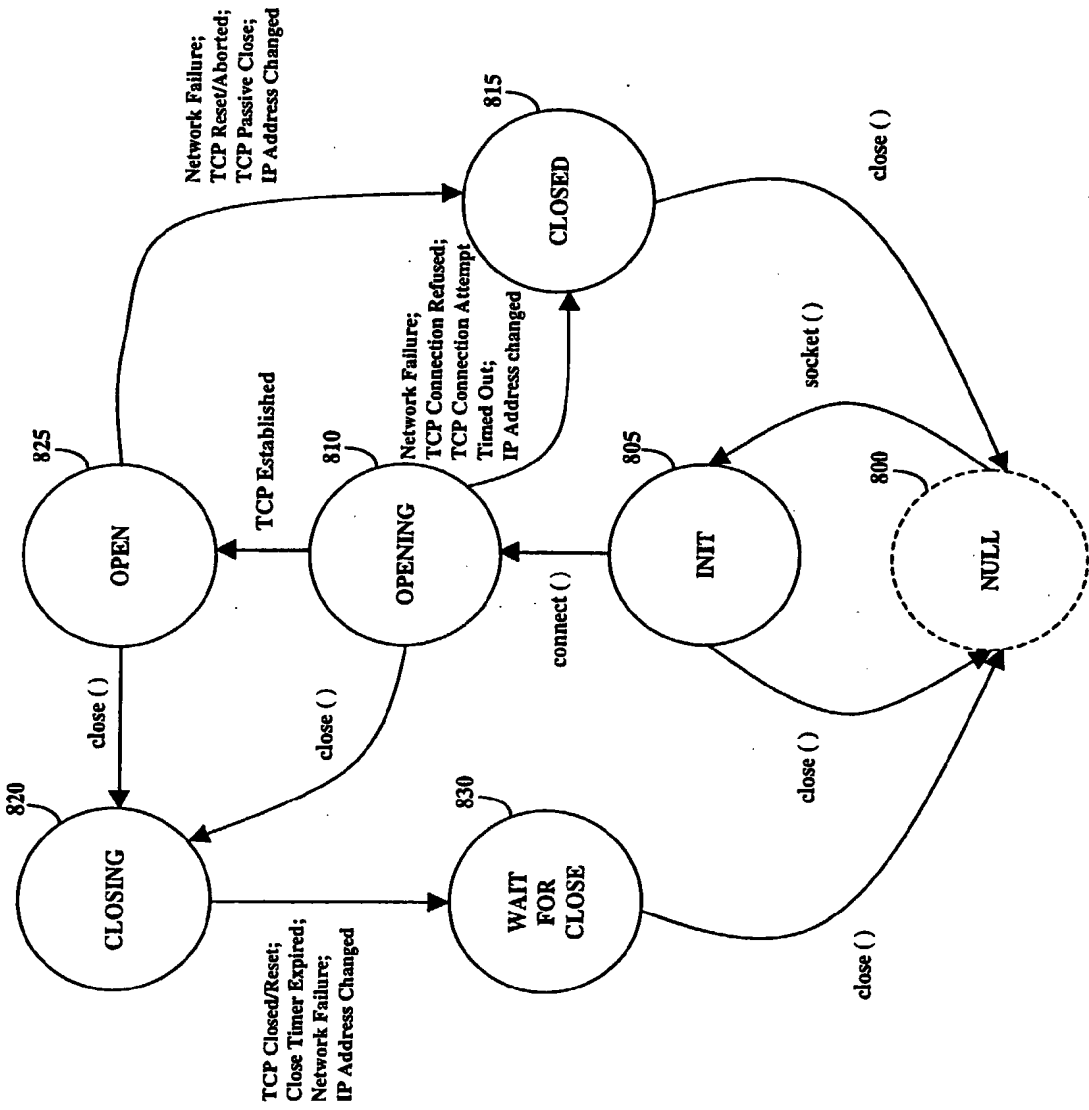 Network Failure;
TCP Reset/Aborted;
TCP Passive Close;
IP Address Changed
815
CLOSED
close ( )
825
OPEN
TCP Established
810
OPENING
Network Failure;
TCP Connection Refused;
TCP Connection Attempt
Timed Out;
IP Address changed
socket ( )
805
INIT
connect ( )
800
NULL
close ( )
close ( )
close ( )
820
CLOSING
830
WAIT
FOR
CLOSE
close ( )
TCP Closed/Reset;
Close Timer Expired;
Network Failure;
IP Address Changed